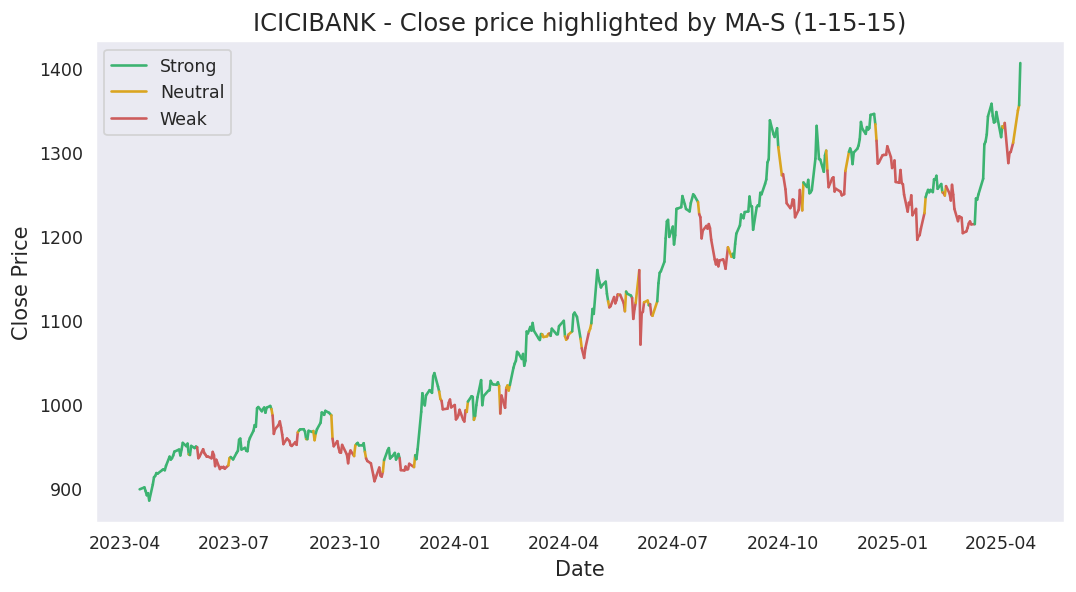 ICICIBANK - Close price highlighted by MA-S (1-15-15)
Strong
Neutral
Weak
Close Price
1400
1300
1200
1100
1000
900
2023-04 2023-07 2023-10 2024-01 2024-04 2024-07 2024-10 2025-01 2025-04
Date